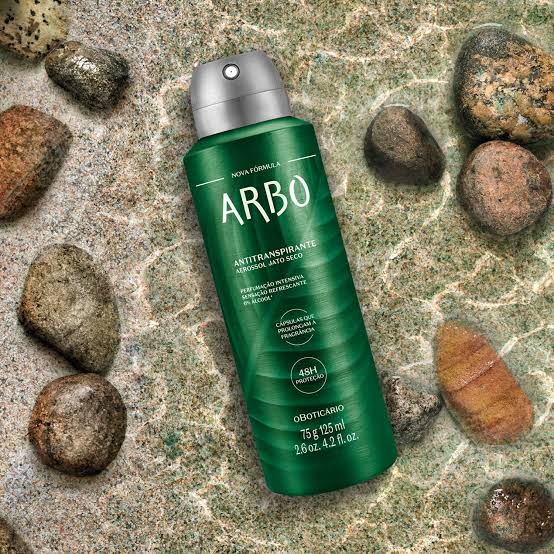 NOVA FÓRMULA
ARBO
ANTITRANSPIRANTE
AEROSSOL JATO SECO
PERFUMAÇÃO INTENSIVA
SENSAÇÃO REFRESCANTE
0% ÁLCOOL*
CÁPSULAS QUE
PROLONGAM A
FRAGRÂNCIA
48H
PROTEÇÃO
oBOTICÁRIO
75 g 125 ml
2.6 oz. 4.2 fl. oz.